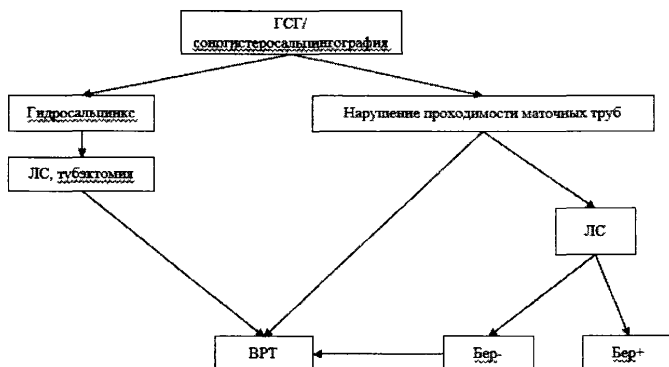 ГСГ/
соногистеросальпингография
Гидросальпинкс
Нарушение проходимости маточных труб
ЛС, тубэктомия
ЛС
ВРТ
Бер-
Бер+